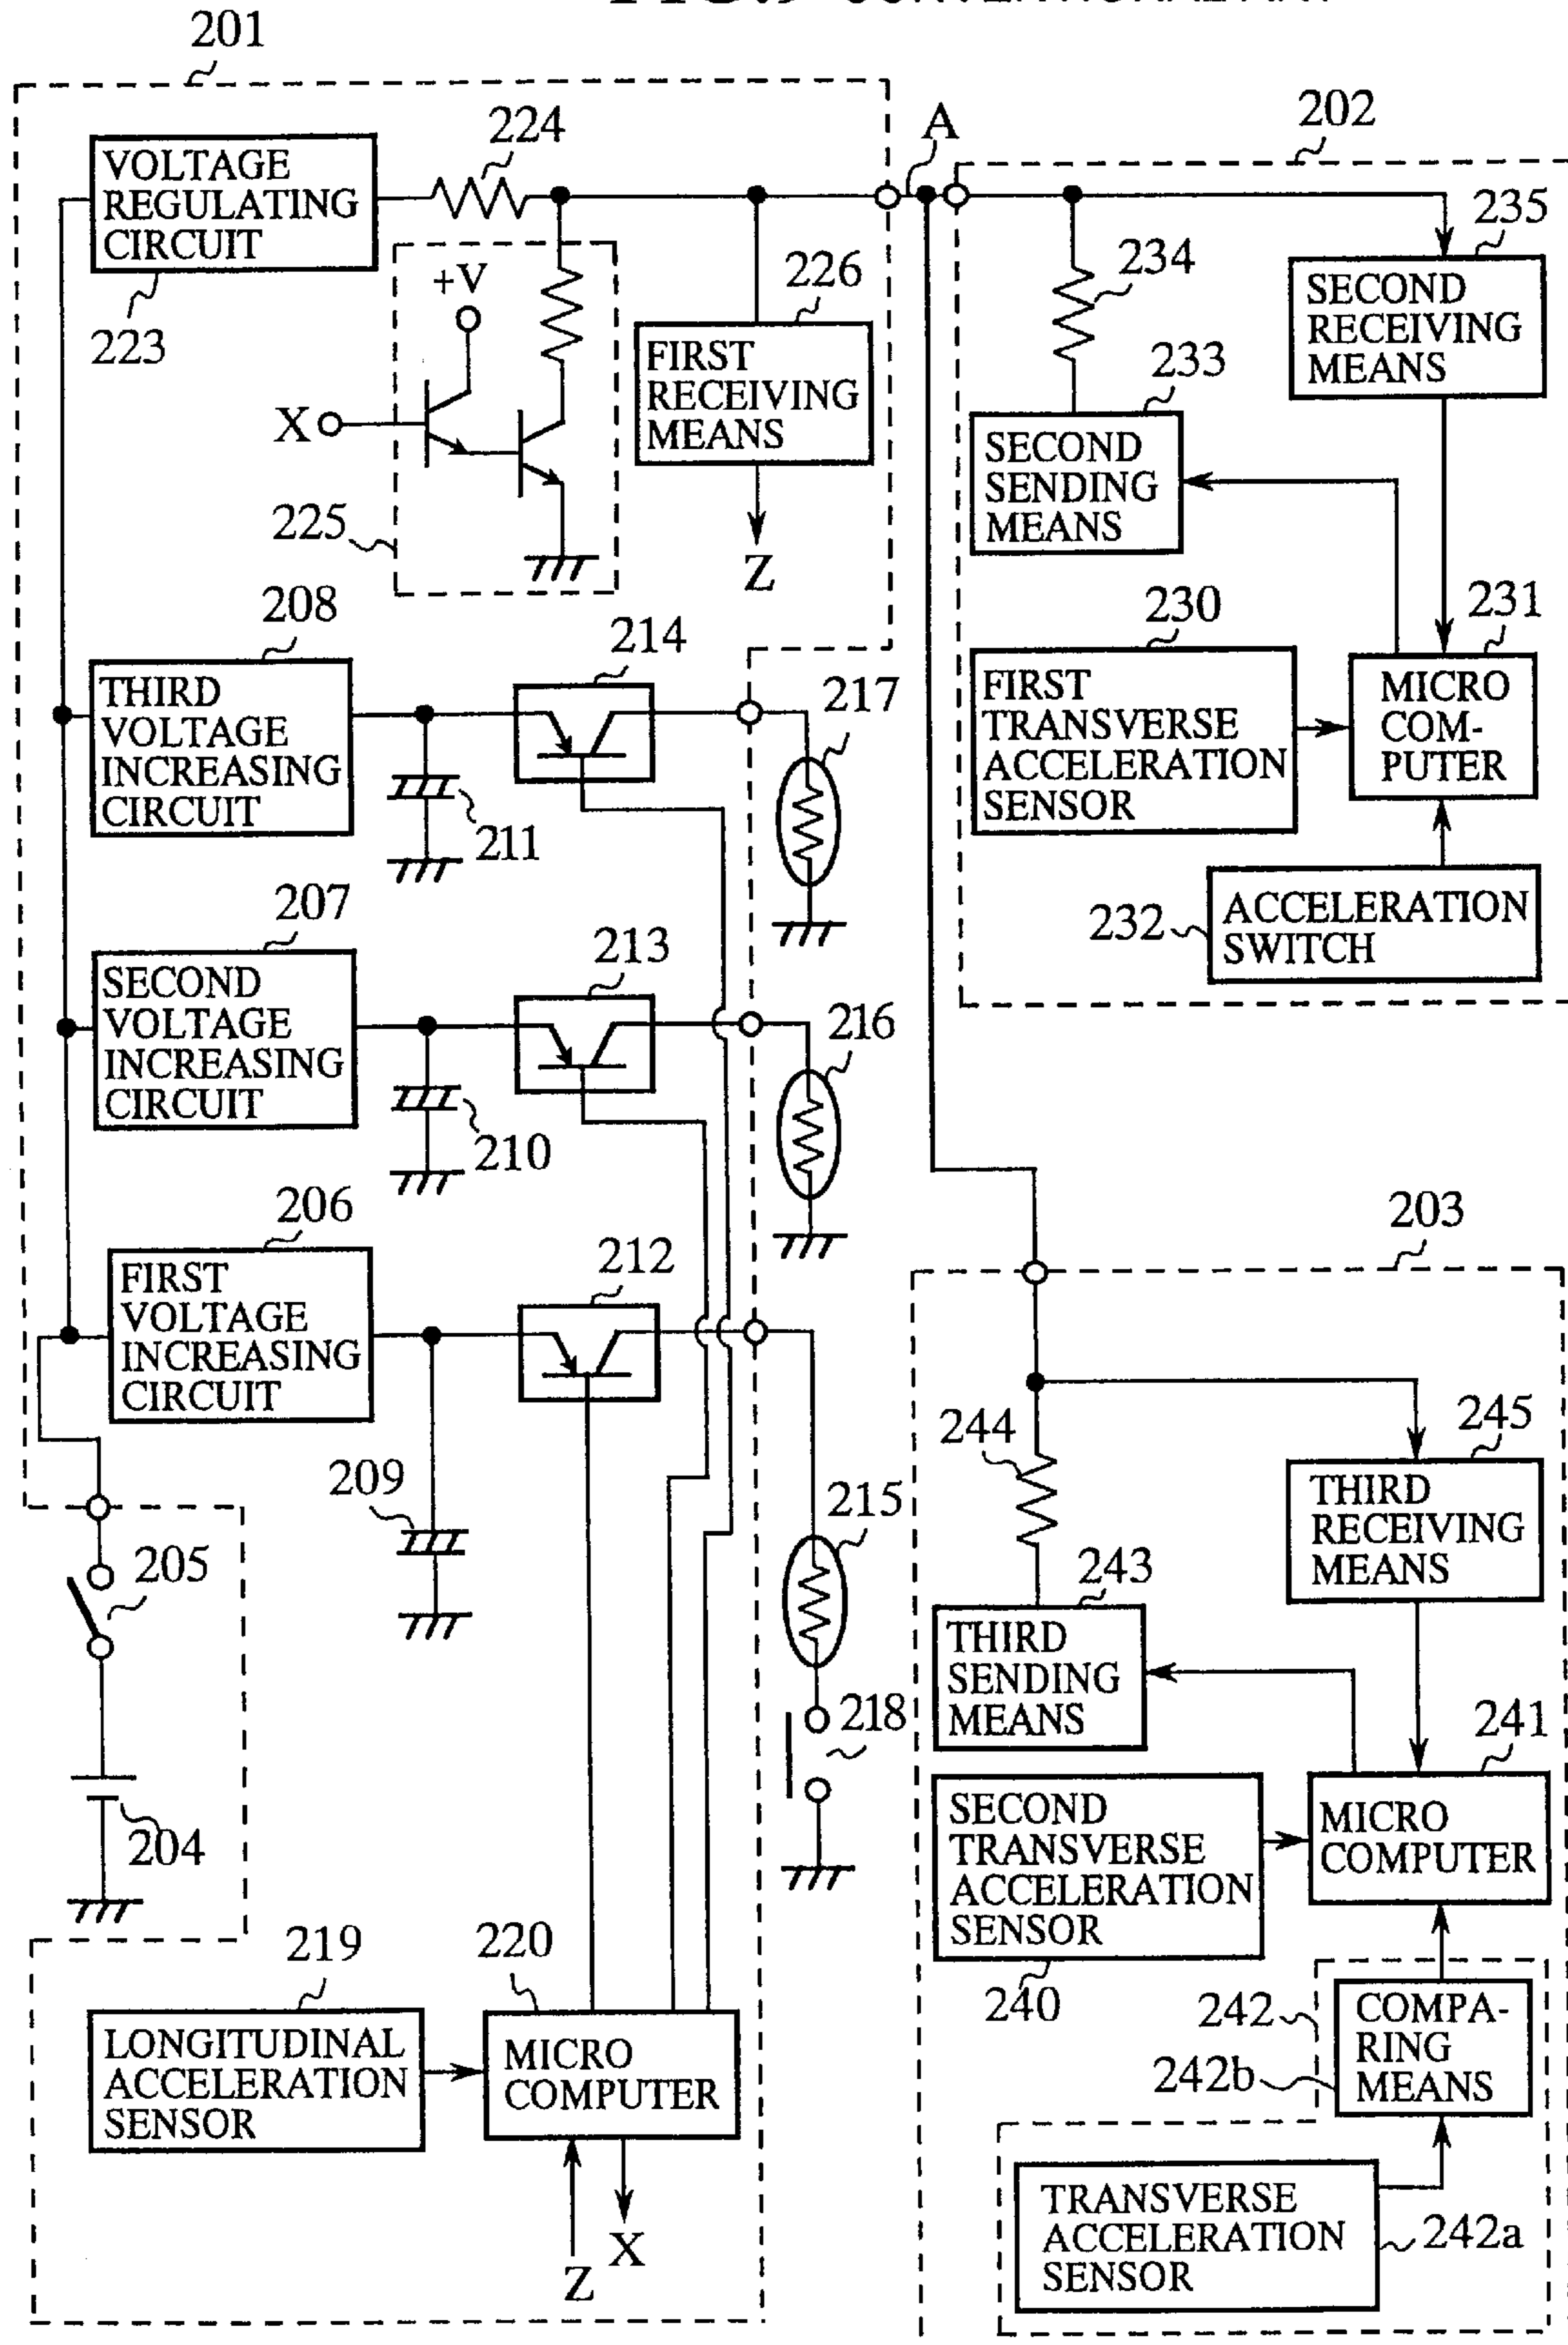 201
202
224
A
VOLTAGE
REGULATING
CIRCUIT
223
+V
X
225
226
FIRST
RECEIVING
MEANS
Z
234
235
SECOND
RECEIVING
MEANS
233
SECOND
SENDING
MEANS
208
THIRD
VOLTAGE
INCREASING
CIRCUIT
214
217
211
230
FIRST
TRANSVERSE
ACCELERATION
SENSOR
231
MICRO
COM-
PUTER
232
ACCELERATION
SWITCH
207
SECOND
VOLTAGE
INCREASING
CIRCUIT
213
216
210
206
FIRST
VOLTAGE
INCREASING
CIRCUIT
212
203
209
215
205
218
204
244
245
THIRD
RECEIVING
MEANS
243
THIRD
SENDING
MEANS
241
MICRO
COMPUTER
SECOND
TRANSVERSE
ACCELERATION
SENSOR
240
242
242b
COMPA-
RING
MEANS
TRANSVERSE
ACCELERATION
SENSOR
242a
219
LONGITUDINAL
ACCELERATION
SENSOR
220
MICRO
COMPUTER
Z
X